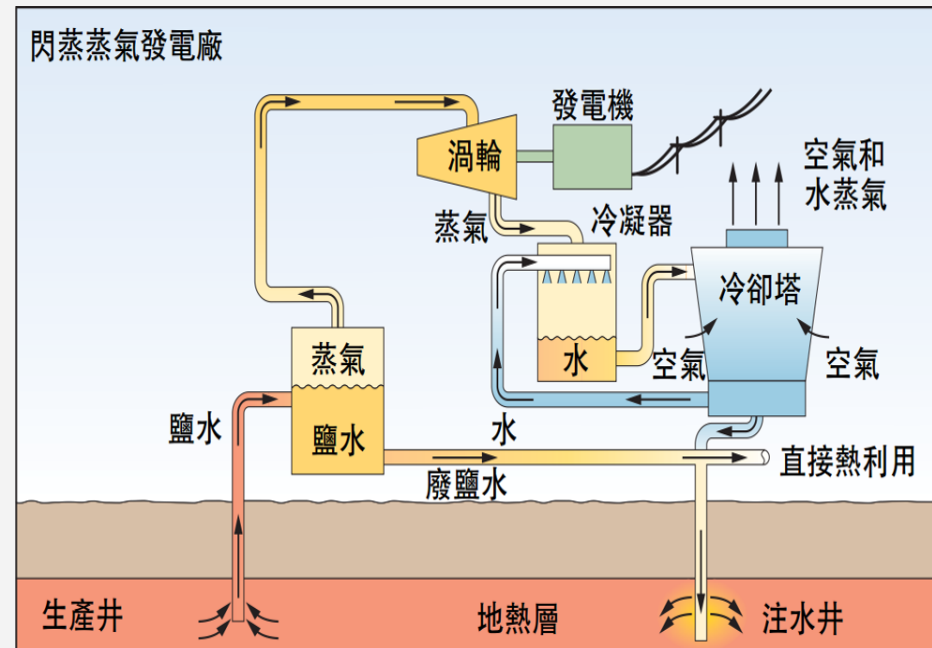 閃蒸蒸氣發電廠
發電機
渦輪
空氣和
水蒸氣
蒸氣
冷凝器
冷卻塔
蒸氣
水
空氣
空氣
鹽水
鹽水
水
廢鹽水
直接熱利用
生產井
地熱層
注水井